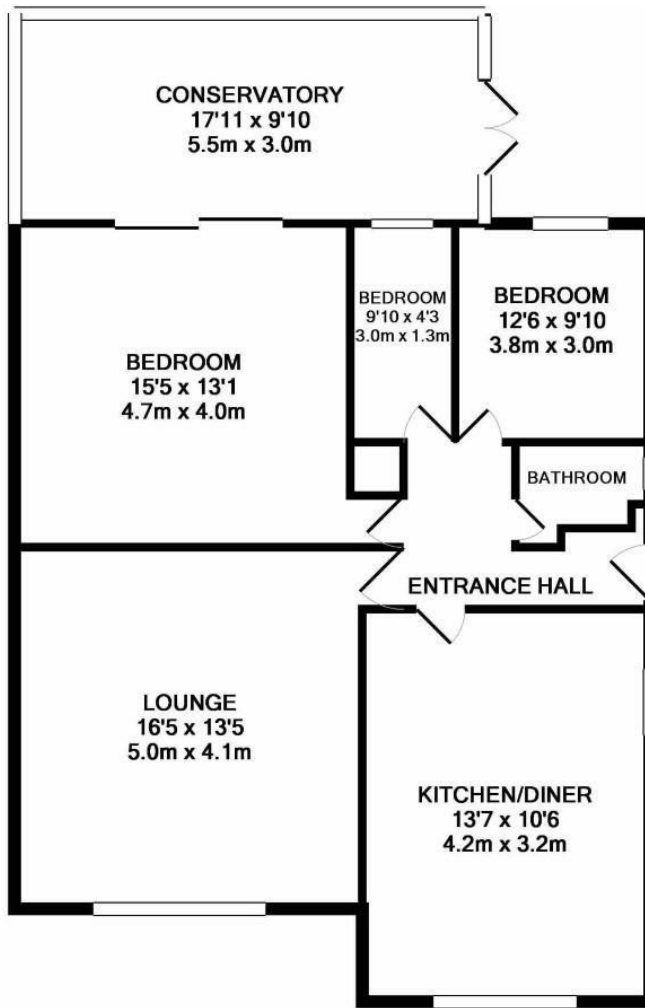 CONSERVATORY
17'11 x 9'10
5.5m x 3.0m
BEDROOM
9'10 x 4'3
3.0m x 1.3m
BEDROOM
12'6 x 9'10
3.8m x 3.0m
BEDROOM
15'5 x 13'1
4.7m x 4.0m
BATHROOM
ENTRANCE HALL
LOUNGE
16'5 x 13'5
5.0m x 4.1m
KITCHEN/DINER
13'7 x 10'6
4.2m x 3.2m